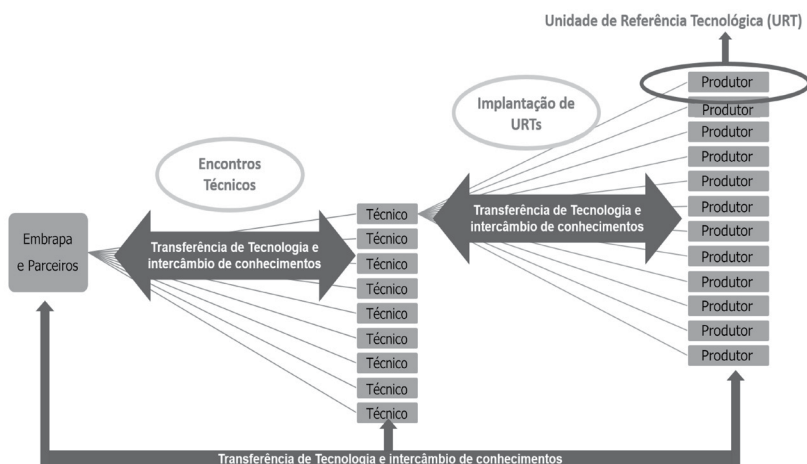 Unidade de Referência Tecnológica (URT)
Produtor
Produtor
Produtor
Produtor
Produtor
Produtor
Produtor
Produtor
Produtor
Produtor
Produtor
Produtor
Implantação de
URTs
Encontros
Técnicos
Embrapa
e Parceiros
Transferência de Tecnologia e
intercâmbio de conhecimentos
Técnico
Técnico
Técnico
Técnico
Técnico
Técnico
Técnico
Técnico
Técnico
Transferência de Tecnologia e
intercâmbio de conhecimentos
Transferência de Tecnologia e intercâmbio de conhecimentos